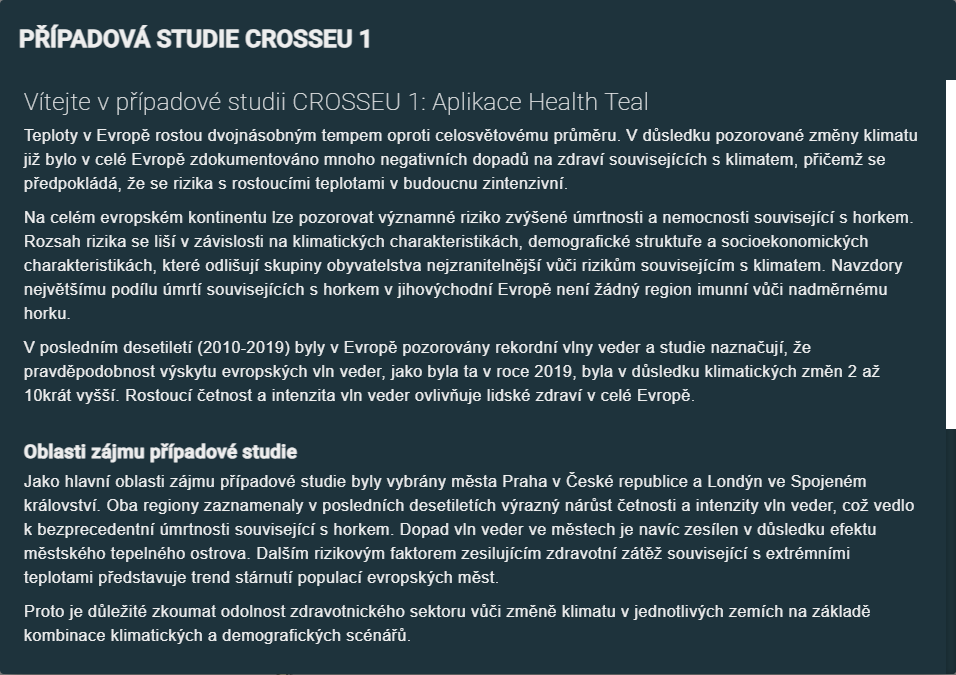 PŘÍPADOVÁ STUDIE CROSSEU 1
Vítejte v případové studii CROSSEU 1: Aplikace Health Teal
Teploty v Evropě rostou dvojnásobným tempem oproti celosvětovému průměru. V důsledku pozorované změny klimatu
již bylo v celé Evropě zdokumentováno mnoho negativních dopadů na zdraví souvisejících s klimatem, přičemž se
předpokládá, že se rizika s rostoucími teplotami v budoucnu zintenzivní.
Na celém evropském kontinentu lze pozorovat významné riziko zvýšené úmrtnosti a nemocnosti související s horkem.
Rozsah rizika se liší v závislosti na klimatických charakteristikách, demografické struktuře a socioekonomických
charakteristikách, které odlišují skupiny obyvatelstva nejzranitelnější vůči rizikům souvisejícím s klimatem. Navzdory
největšímu podílu úmrtí souvisejících s horkem v jihovýchodní Evropě není žádný region imunní vůči nadměrnému
horku.
V posledním desetiletí (2010-2019) byly v Evropě pozorovány rekordní vlny veder a studie naznačují, že
pravděpodobnost výskytu evropských vln veder, jako byla ta v roce 2019, byla v důsledku klimatických změn 2 až
10krát vyšší. Rostoucí četnost a intenzita vln veder ovlivňuje lidské zdraví v celé Evropě.
Oblasti zájmu případové studie
Jako hlavní oblasti zájmu případové studie byly vybrány města Praha v České republice a Londýn ve Spojeném
království. Oba regiony zaznamenaly v posledních desetiletích výrazný nárůst četnosti a intenzity vln veder, což vedlo
k bezprecedentní úmrtnosti související s horkem. Dopad vln veder ve městech je navíc zesílen v důsledku efektu
městského tepelného ostrova. Dalším rizikovým faktorem zesilujícím zdravotní zátěž související s extrémními
teplotami představuje trend stárnutí populací evropských měst.
Proto je důležité zkoumat odolnost zdravotnického sektoru vůči změně klimatu v jednotlivých zemích na základě
kombinace klimatických a demografických scénářů.